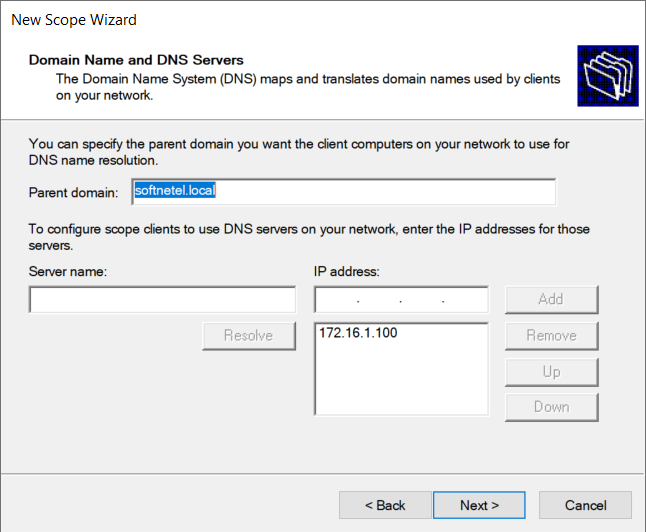 New Scope Wizard
Domain Name and DNS Servers
The Domain Name System (DNS) maps and translates domain names used by clients
on your network.
You can specify the parent domain you want the client computers on your network to use for
DNS name resolution.
Parent domain: softnetel.local
To configure scope clients to use DNS servers on your network, enter the IP addresses for those
servers.
Server name: IP address:
. . . Add
Resolve 172.16.1.100 Remove
Up
Down
< Back Next > Cancel